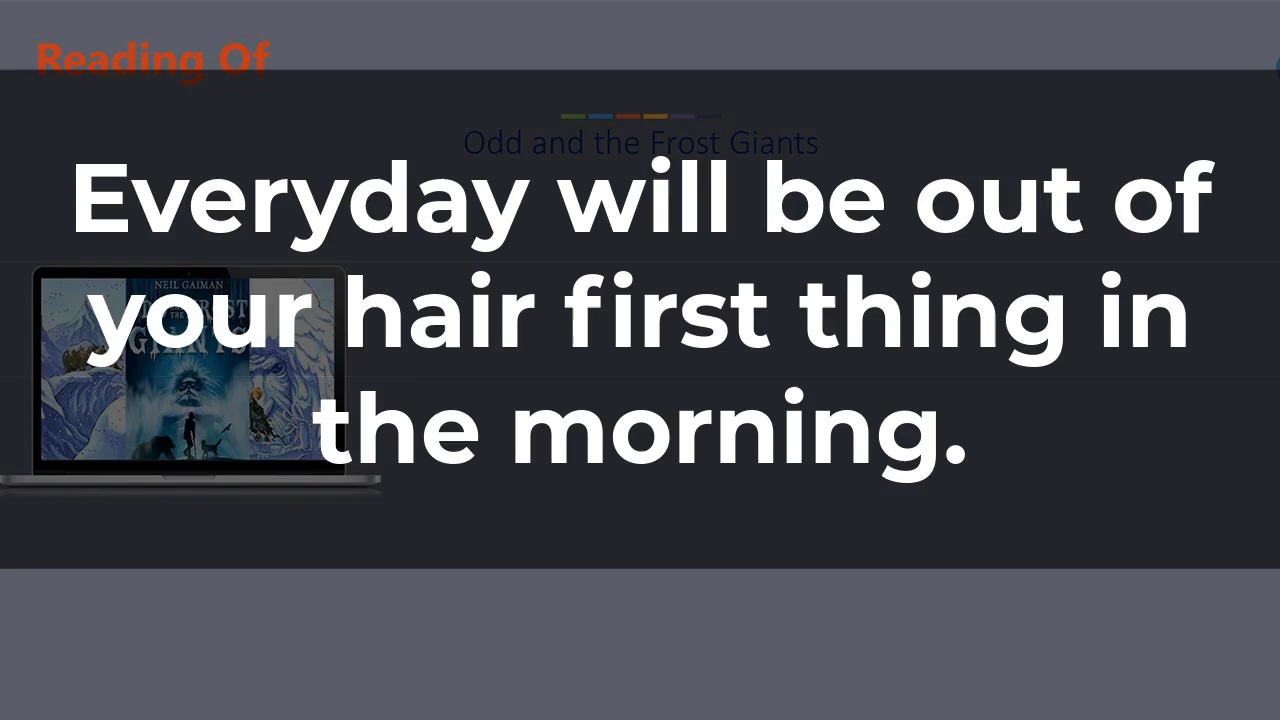 Reading Of
Odd and the Frost Giants
Everyday will be out of
your hair first thing in
the morning.
NEIL GAIMAN